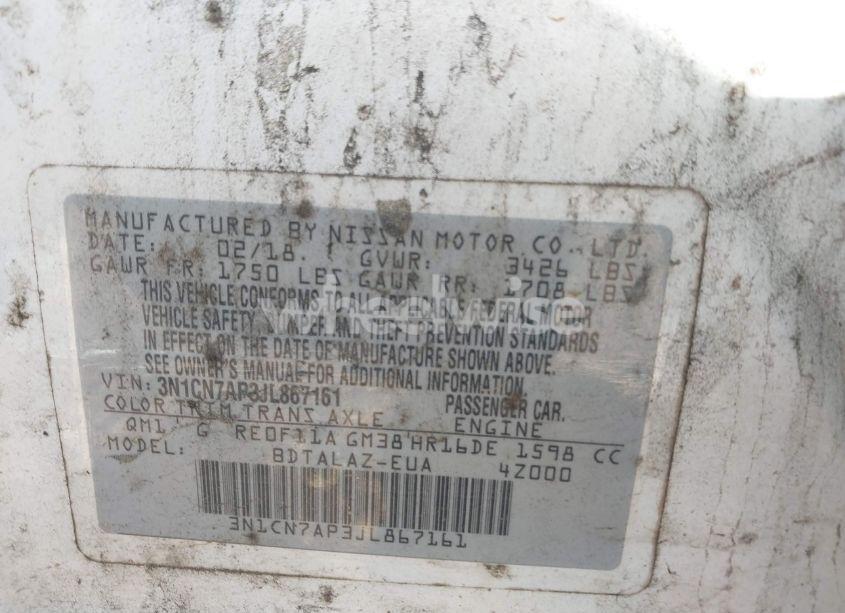 MANUFACTURED BY NISSAN MOTOR CO., LTD.
DATE: 02/18. GVWR: 3426 LBS
GAWR FR: 1750 LBS GAWR RR: 1708 LBS
THIS VEHICLE CONFORMS TO ALL APPLICABLE FEDERAL MOTOR
VEHICLE SAFETY, BUMPER, AND THEFT PREVENTION STANDARDS
IN EFFECT ON THE DATE OF MANUFACTURE SHOWN ABOVE.
SEE OWNER'S MANUAL FOR ADDITIONAL INFORMATION.
VIN: 3N1CN7AP3JL867161 PASSENGER CAR.
COLOR TRIM TRANS AXLE ENGINE
QM1 G RE0F11A GM38 HR16DE 1598 CC
MODEL: BDTALAZ-EUA 4Z000
3N1CN7AP3JL867161